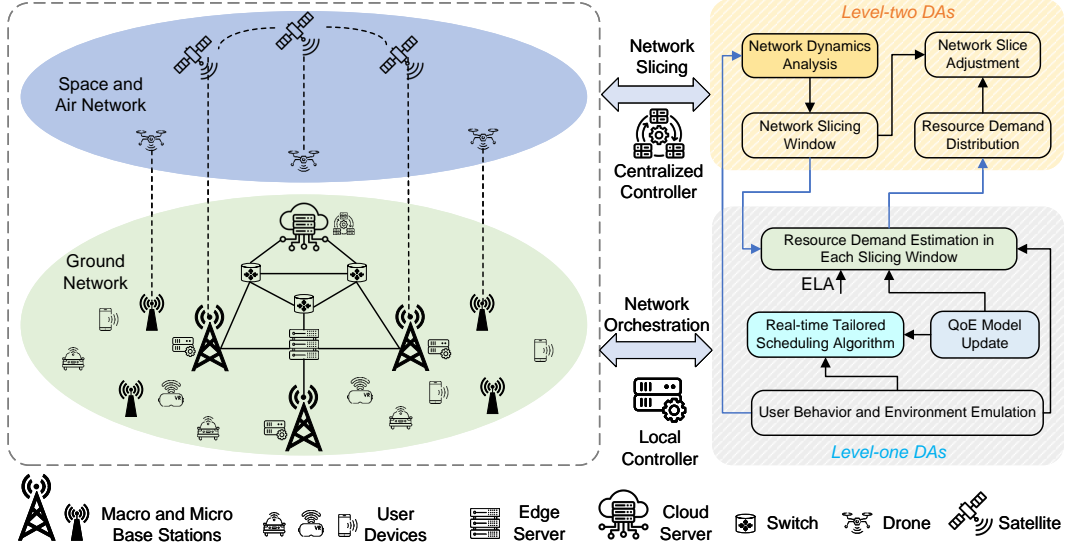 Space and
Air Network
Ground
Network
VR
VR
Network
Slicing
Centralized
Controller
Network
Orchestration
Local
Controller
Level-two DAs
Network Dynamics
Analysis
Network Slice
Adjustment
Network Slicing
Window
Resource Demand
Distribution
Resource Demand Estimation in
Each Slicing Window
ELA
Real-time Tailored
Scheduling Algorithm
QoE Model
Update
User Behavior and Environment Emulation
Level-one DAs
Macro and Micro
Base Stations
VR
User
Devices
Edge
Server
Cloud
Server
Switch
Drone
Satellite